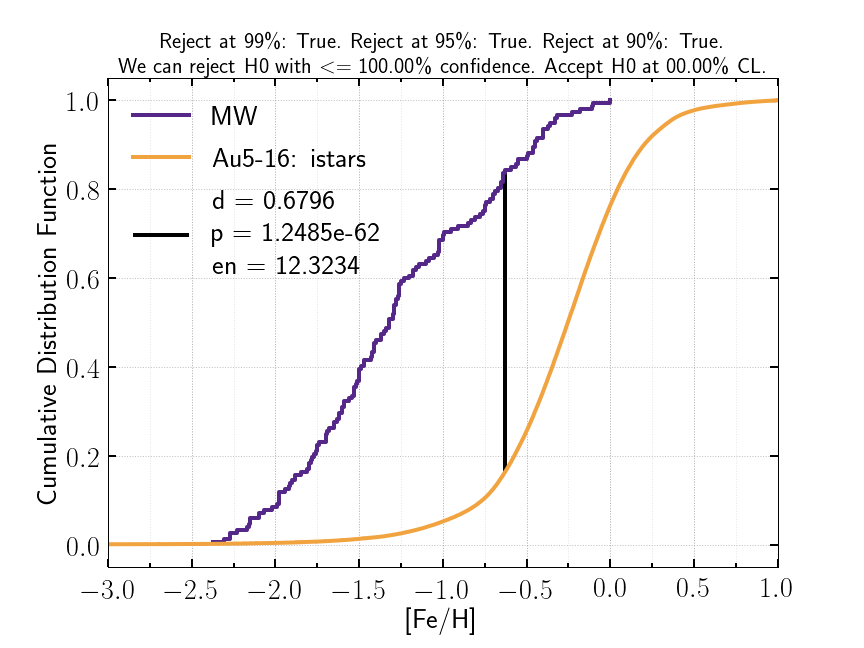 Reject at 99%: True. Reject at 95%: True. Reject at 90%: True.
We can reject H0 with <= 100.00% confidence. Accept H0 at 00.00% CL.
MW
Au5-16: istars
d = 0.6796
p = 1.2485e-62
en = 12.3234
Cumulative Distribution Function
1.0
0.8
0.6
0.4
0.2
0.0
−3.0 −2.5 −2.0 −1.5 −1.0 −0.5 0.0 0.5 1.0
[Fe/H]